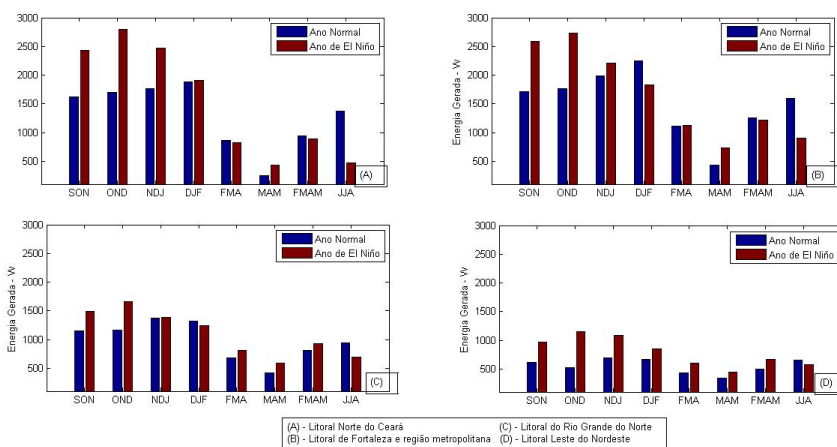 3000
2500
2000
1500
1000
500
Ano Normal
Ano de El Niño
(A)
SON OND NDJ DJF FMA MAM FMAM JJA
Energia Gerada - W
3000
2500
2000
1500
1000
500
Ano Normal
Ano de El Niño
(B)
SON OND NDJ DJF FMA MAM FMAM JJA
Energia Gerada - W
3000
2500
2000
1500
1000
500
Ano Normal
Ano de El Niño
(C)
SON OND NDJ DJF FMA MAM FMAM JJA
Energia Gerada - W
3000
2500
2000
1500
1000
500
Ano Normal
Ano de El Niño
(D)
SON OND NDJ DJF FMA MAM FMAM JJA
(A) - Litoral Norte do Ceará
(B) - Litoral de Fortaleza e região metropolitana
(C) - Litoral do Rio Grande do Norte
(D) - Litoral Leste do Nordeste